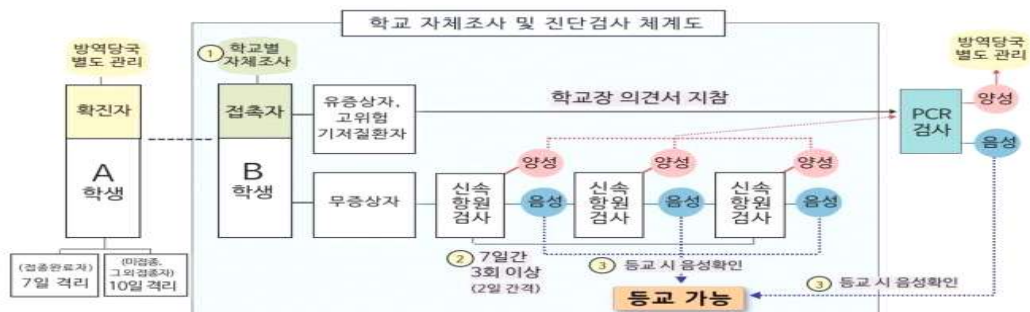 학교 자체조사 및 진단검사 체계도
방역당국
별도 관리
확진자
A
학생
(접종완료자)
7일 격리
(미접종,
그외접종자)
10일 격리
① 학교별
자체조사
접촉자
B
학생
유증상자,
고위험
기저질환자
학교장 의견서 지참
무증상자
신속
항원
검사
양성
음성
신속
항원
검사
양성
음성
신속
항원
검사
양성
음성
② 7일간
3회 이상
(2일 간격)
③ 등교 시 음성확인
등교 가능
PCR
검사
양성
음성
방역당국
별도 관리
③ 등교 시 음성확인